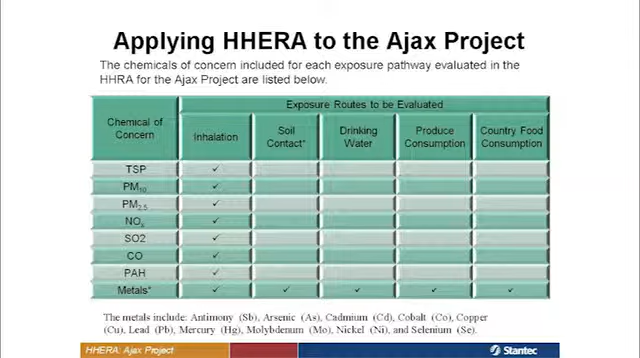 Applying HHERA to the Ajax Project
The chemicals of concern included for each exposure pathway evaluated in the
HHRA for the Ajax Project are listed below.
Chemical of Concern Exposure Routes to be Evaluated
Inhalation Soil Contact* Drinking Water Produce Consumption Country Food Consumption
TSP ✓
PM10 ✓
PM2.5 ✓
NOx ✓
SO2 ✓
CO ✓
PAH ✓
Metals* ✓ ✓ ✓ ✓ ✓
The metals include: Antimony (Sb), Arsenic (As), Cadmium (Cd), Cobalt (Co), Copper
(Cu), Lead (Pb), Mercury (Hg), Molybdenum (Mo), Nickel (Ni), and Selenium (Se).
HHERA: Ajax Project
Stantec